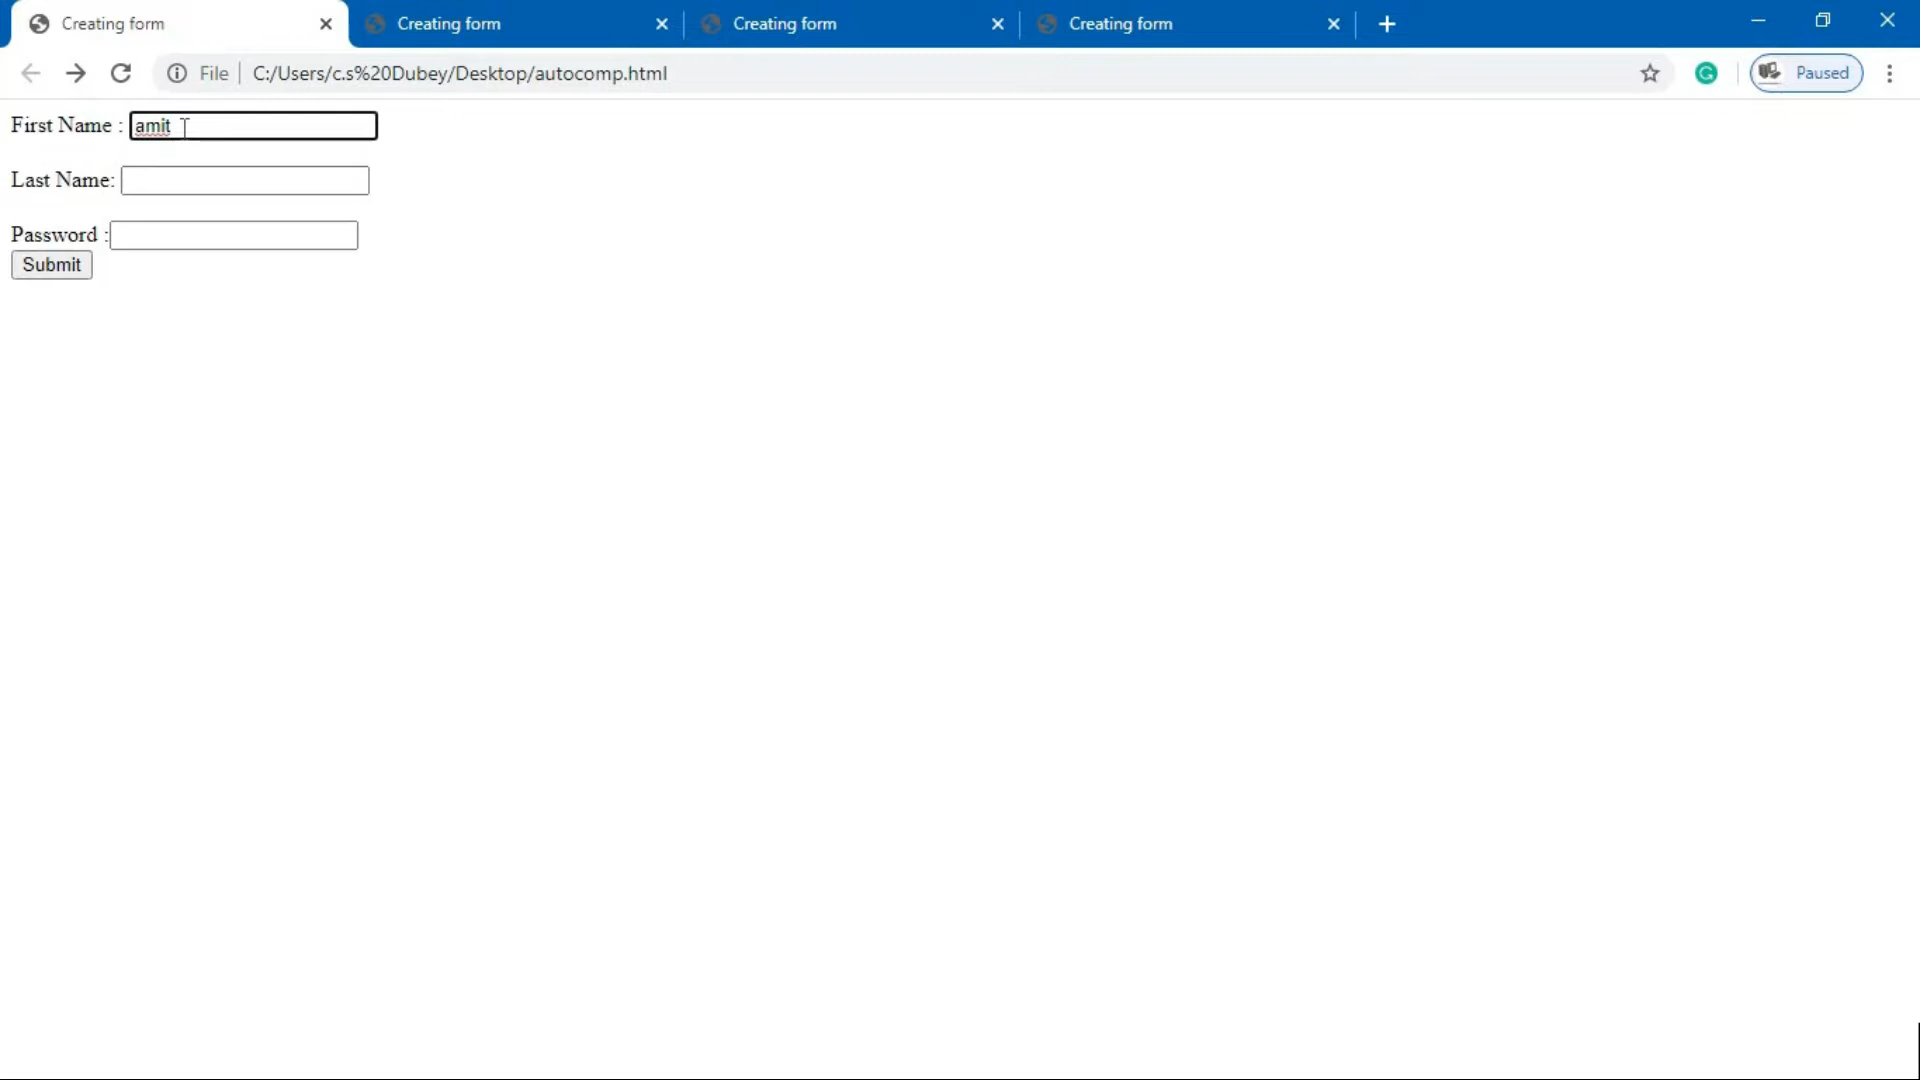 Creating form Creating form Creating form Creating form
File C:/Users/c.s%20Dubey/Desktop/autocomp.html Paused
First Name : amit
Last Name:
Password :
Submit